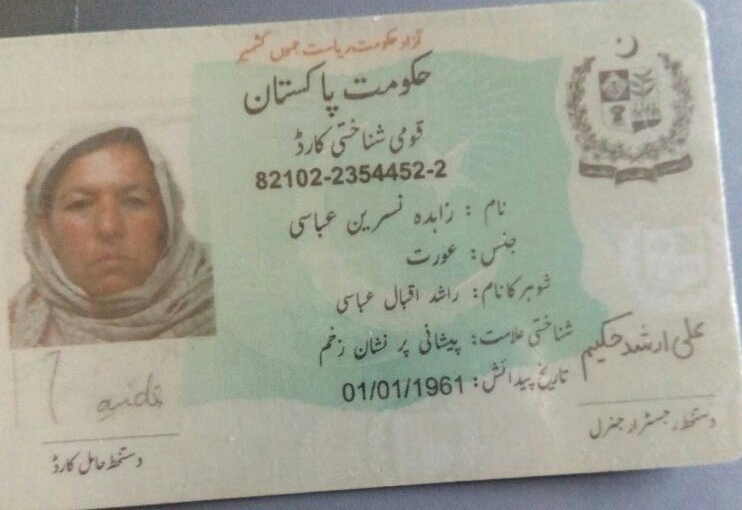 آزاد حکومت ریاست جموں کشمیر
حکومت پاکستان
قومی شناختی کارڈ
82102-2354452-2
نام : زاہدہ نسرین عباسی
جنس: عورت
شوہر کا نام: راشد اقبال عباسی
شناختی علامت: پیشانی پر نشان زخم
تاریخ پیدائش: 01/01/1961
علی ارشد حکیم
دستخط رجسٹرار جنرل
aida
دستخط حامل کارڈ